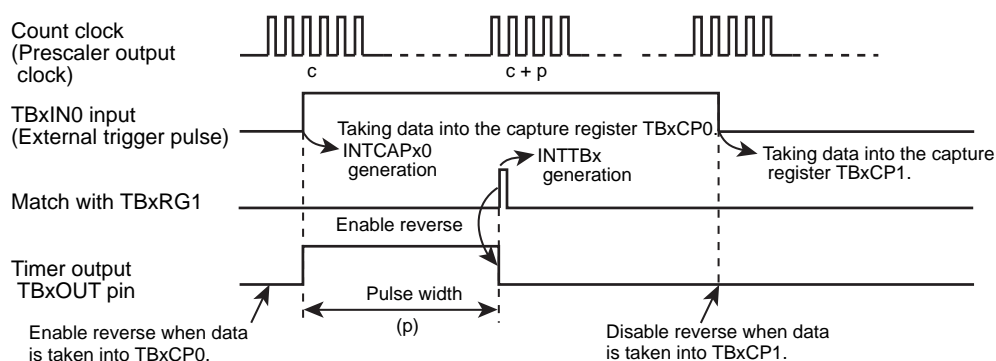 Count clock
(Prescaler output
clock)
c
c + p
TBxIN0 input
(External trigger pulse)
Taking data into the capture register TBxCP0.
INTCAPx0
generation
INTTBx
generation
Taking data into the capture
register TBxCP1.
Match with TBxRG1
Enable reverse
Timer output
TBxOUT pin
Pulse width
(p)
Enable reverse when data
is taken into TBxCP0.
Disable reverse when data
is taken into TBxCP1.